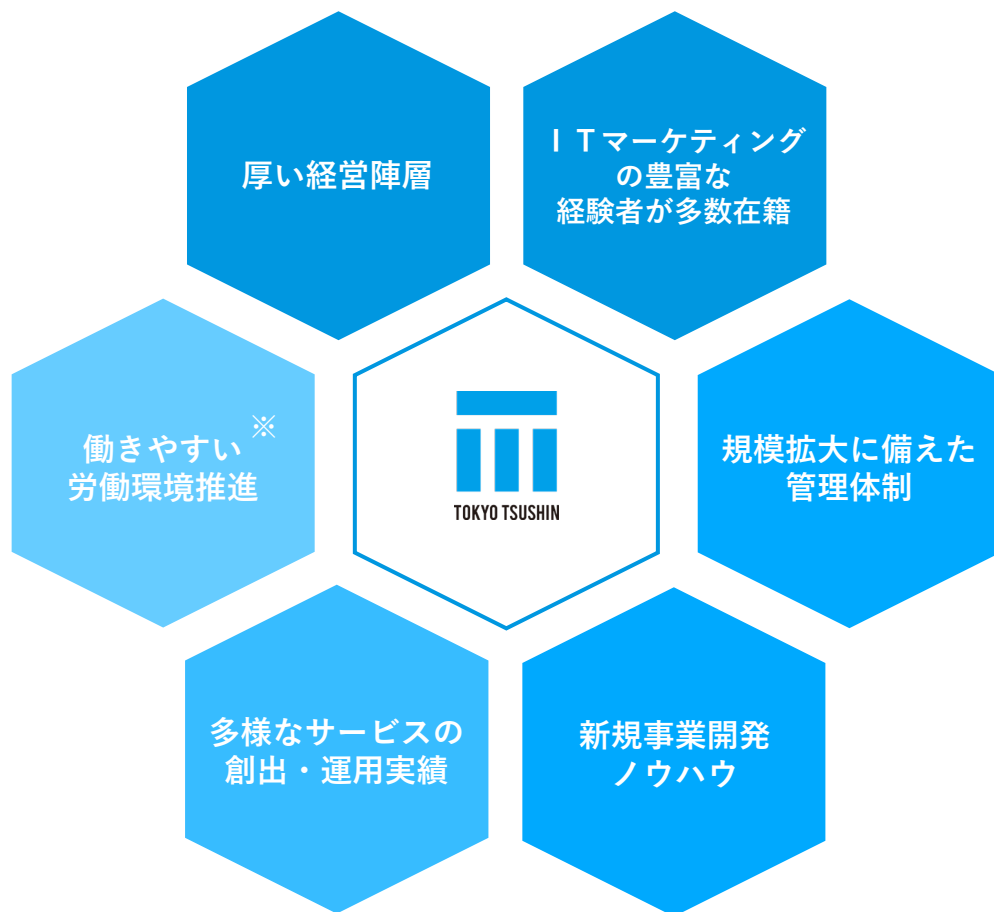 厚い経営陣層
ＩＴマーケティング
の豊富な
経験者が多数在籍
働きやすい※
労働環境推進
TOKYO TSUSHIN
規模拡大に備えた
管理体制
多様なサービスの
創出・運用実績
新規事業開発
ノウハウ